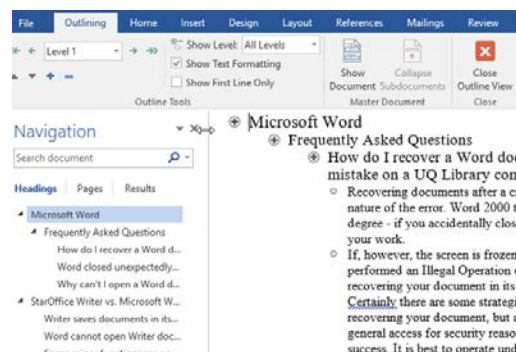 File Outlining Home Insert Design Layout References Mailings Review
Level 1 Show Level: All Levels
Show Text Formatting
Show First Line Only
Outline Tools
Show Document
Collapse Subdocuments
Master Document
Close Outline View
Close
Navigation
Search document
Headings Pages Results
Microsoft Word
Frequently Asked Questions
How do I recover a Word d...
Word closed unexpectedly...
Why can't I open a Word d...
StarOffice Writer vs. Microsoft W...
Writer saves documents in its...
Word cannot open Writer doc...
Microsoft Word
Frequently Asked Questions
How do I recover a Word do
mistake on a UQ Library con
Recovering documents after a c
nature of the error. Word 2000 t
degree - if you accidentally clos
your work.
If, however, the screen is frozen
performed an Illegal Operation
recovering your document in its
Certainly there are some strategi
recovering your document, but a
general access for security reaso
success. It is best to operate und